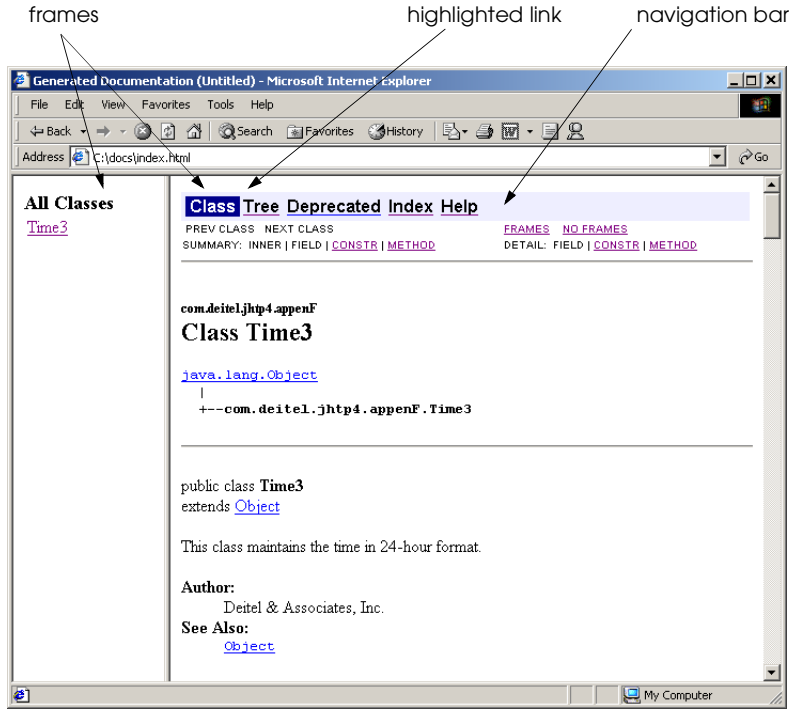 frames highlighted link navigation bar
Generated Documentation (Untitled) - Microsoft Internet Explorer
File Edit View Favorites Tools Help
Back Search Favorites History
Address C:\docs\index.html Go
All Classes
Time3
Class Tree Deprecated Index Help
PREV CLASS NEXT CLASS FRAMES NO FRAMES
SUMMARY: INNER | FIELD | CONSTR | METHOD DETAIL: FIELD | CONSTR | METHOD
com.deitel.jhtp4.appenF
Class Time3
java.lang.Object
|
+--com.deitel.jhtp4.appenF.Time3
public class Time3
extends Object
This class maintains the time in 24-hour format.
Author:
Deitel & Associates, Inc.
See Also:
Object
My Computer